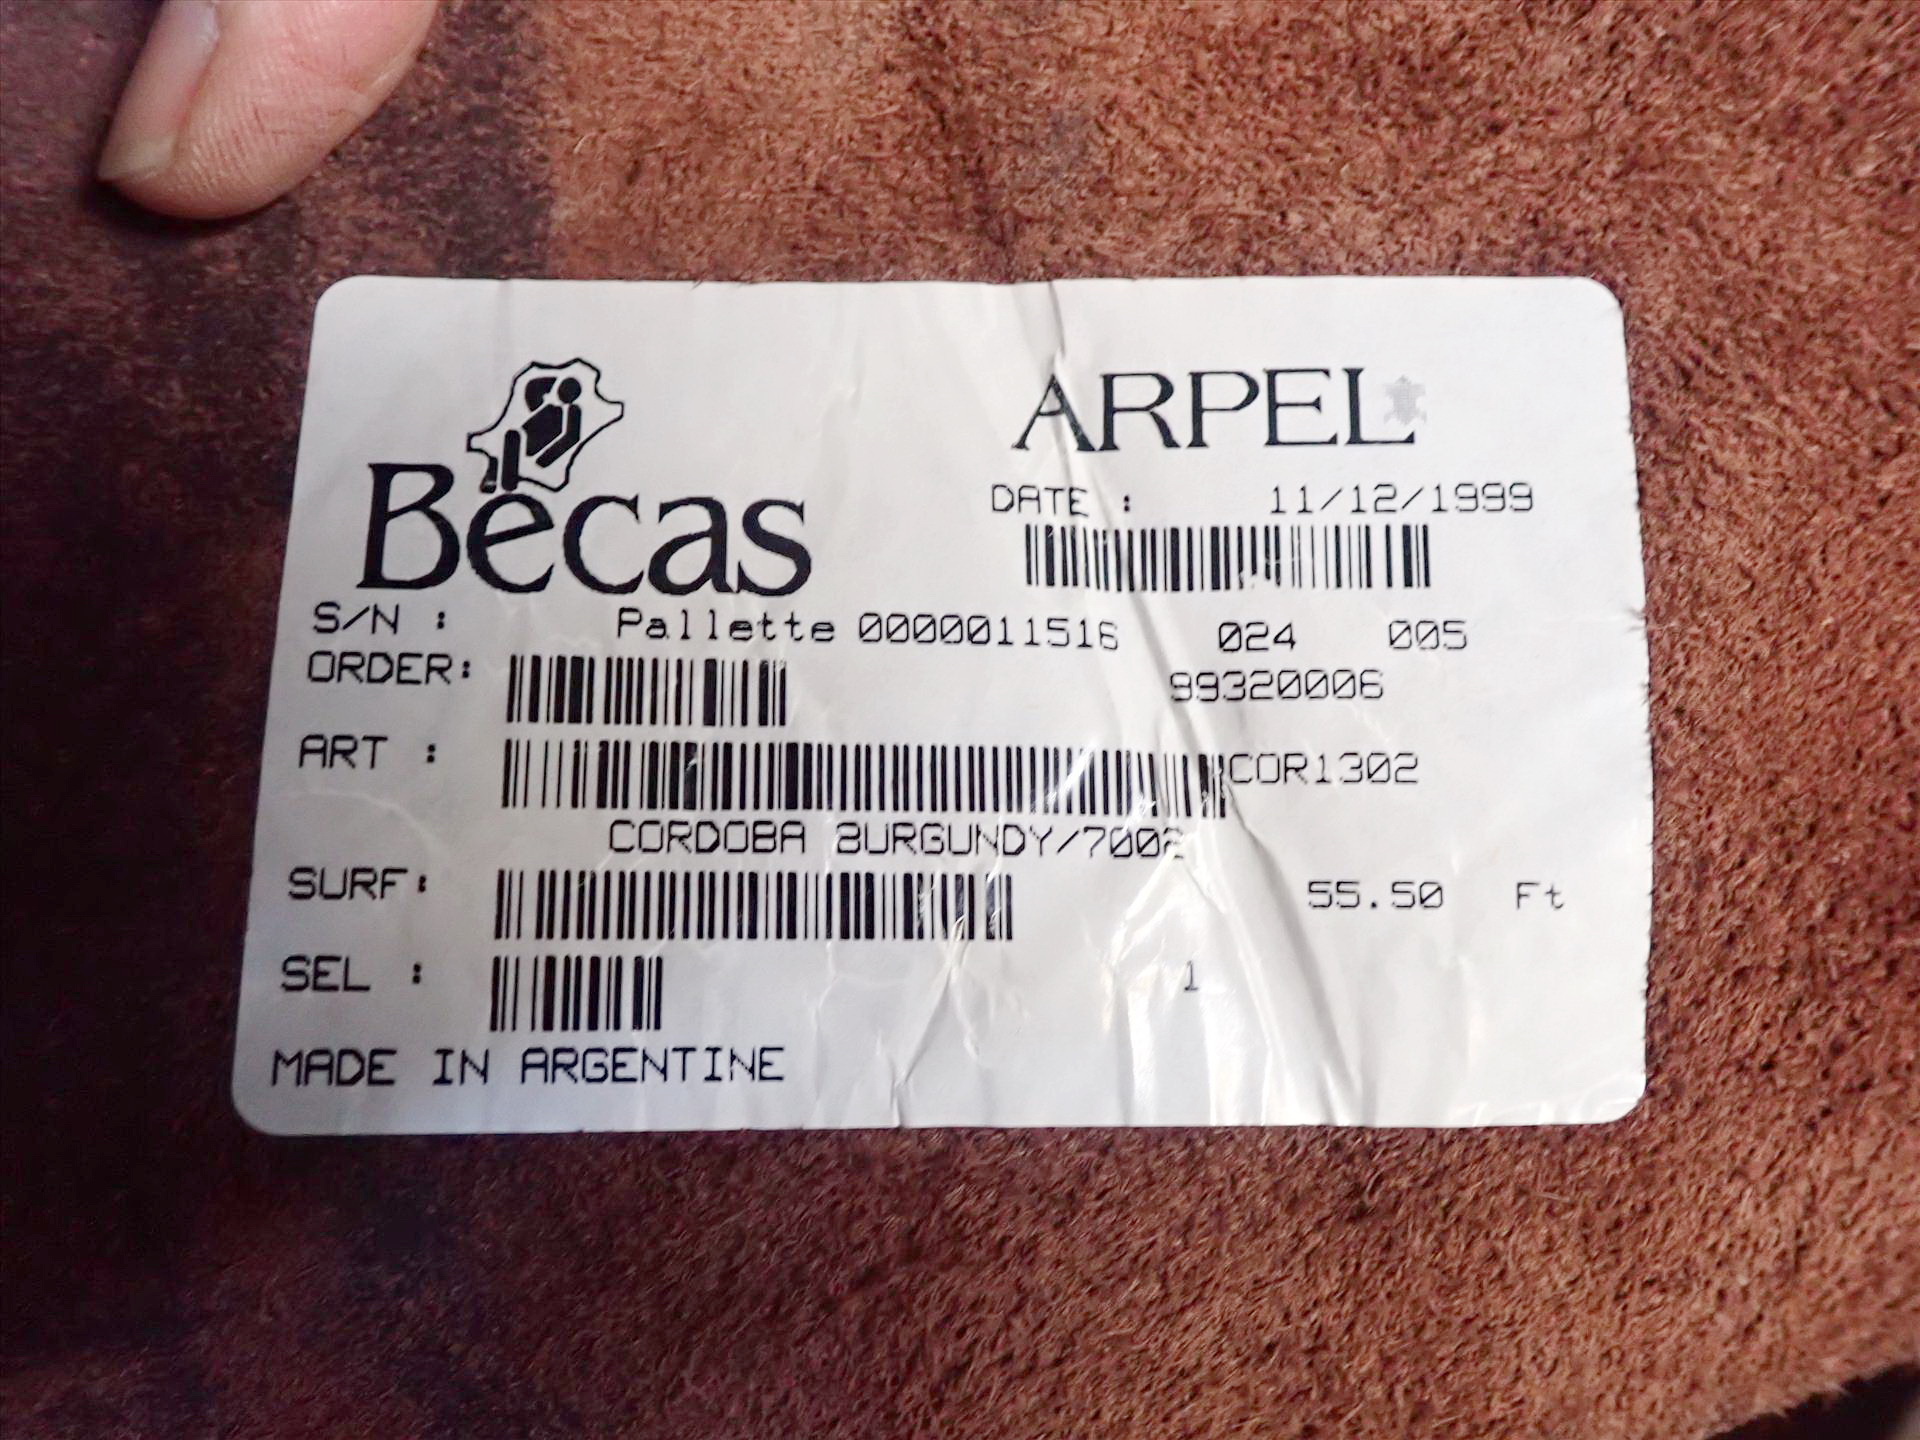 Becas
ARPEL
DATE : 11/12/1999
S/N : Pallette 0000011516 024 005
ORDER: 99320006
ART : COR1302
CORDOBA BURGUNDY/7002
SURF: 55.50 Ft
SEL : 1
MADE IN ARGENTINE